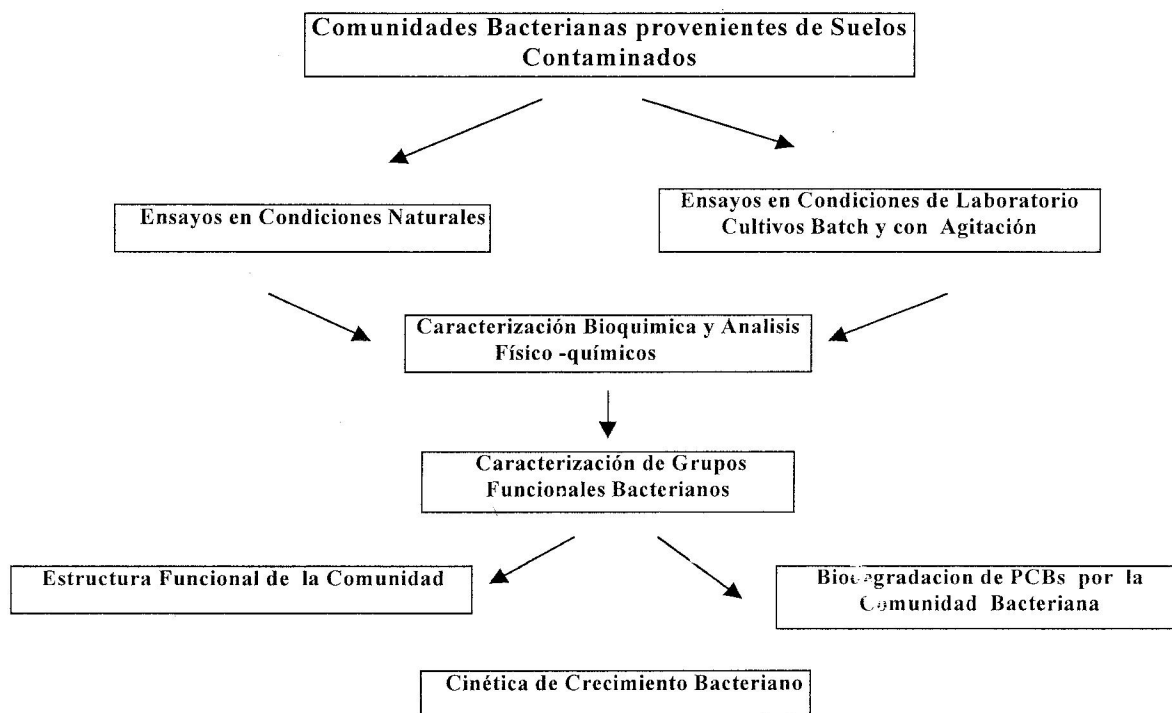 Comunidades Bacterianas provenientes de Suelos
Contaminados
Ensayos en Condiciones Naturales
Ensayos en Condiciones de Laboratorio
Cultivos Batch y con Agitación
Caracterización Bioquimica y Analisis
Físico -químicos
Caracterización de Grupos
Funcionales Bacterianos
Estructura Funcional de la Comunidad
Biodegradacion de PCBs por la
Comunidad Bacteriana
Cinética de Crecimiento Bacteriano